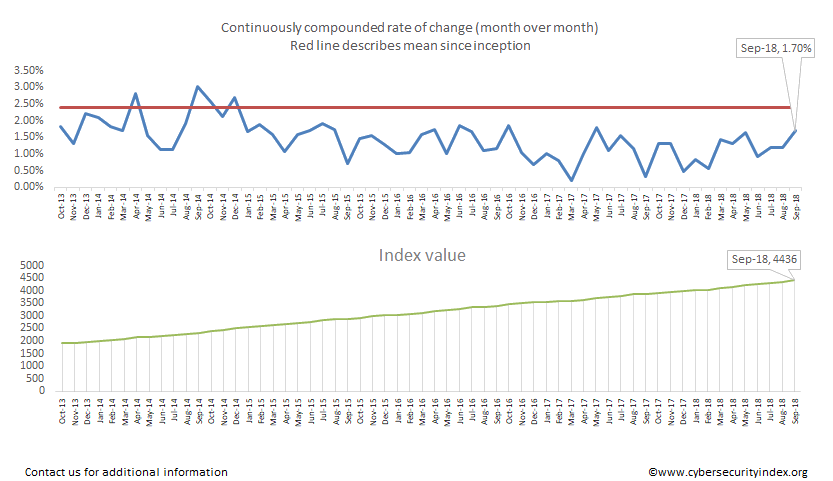 Continuously compounded rate of change (month over month)
Red line describes mean since inception
Sep-18, 1.70%
3.50%
3.00%
2.50%
2.00%
1.50%
1.00%
0.50%
0.00%
Oct-13 Nov-13 Dec-13 Jan-14 Feb-14 Mar-14 Apr-14 May-14 Jun-14 Jul-14 Aug-14 Sep-14 Oct-14 Nov-14 Dec-14 Jan-15 Feb-15 Mar-15 Apr-15 May-15 Jun-15 Jul-15 Aug-15 Sep-15 Oct-15 Nov-15 Dec-15 Jan-16 Feb-16 Mar-16 Apr-16 May-16 Jun-16 Jul-16 Aug-16 Sep-16 Oct-16 Nov-16 Dec-16 Jan-17 Feb-17 Mar-17 Apr-17 May-17 Jun-17 Jul-17 Aug-17 Sep-17 Oct-17 Nov-17 Dec-17 Jan-18 Feb-18 Mar-18 Apr-18 May-18 Jun-18 Jul-18 Aug-18 Sep-18
Index value
Sep-18, 4436
5000
4500
4000
3500
3000
2500
2000
1500
1000
500
0
Oct-13 Nov-13 Dec-13 Jan-14 Feb-14 Mar-14 Apr-14 May-14 Jun-14 Jul-14 Aug-14 Sep-14 Oct-14 Nov-14 Dec-14 Jan-15 Feb-15 Mar-15 Apr-15 May-15 Jun-15 Jul-15 Aug-15 Sep-15 Oct-15 Nov-15 Dec-15 Jan-16 Feb-16 Mar-16 Apr-16 May-16 Jun-16 Jul-16 Aug-16 Sep-16 Oct-16 Nov-16 Dec-16 Jan-17 Feb-17 Mar-17 Apr-17 May-17 Jun-17 Jul-17 Aug-17 Sep-17 Oct-17 Nov-17 Dec-17 Jan-18 Feb-18 Mar-18 Apr-18 May-18 Jun-18 Jul-18 Aug-18 Sep-18
Contact us for additional information
©www.cybersecurityindex.org